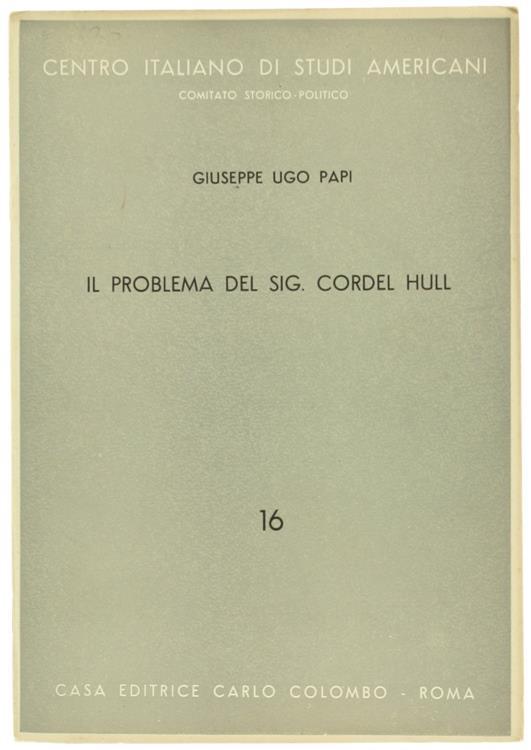 CENTRO ITALIANO DI STUDI AMERICANI
COMITATO STORICO-POLITICO
GIUSEPPE UGO PAPI
IL PROBLEMA DEL SIG. CORDEL HULL
16
CASA EDITRICE CARLO COLOMBO - ROMA